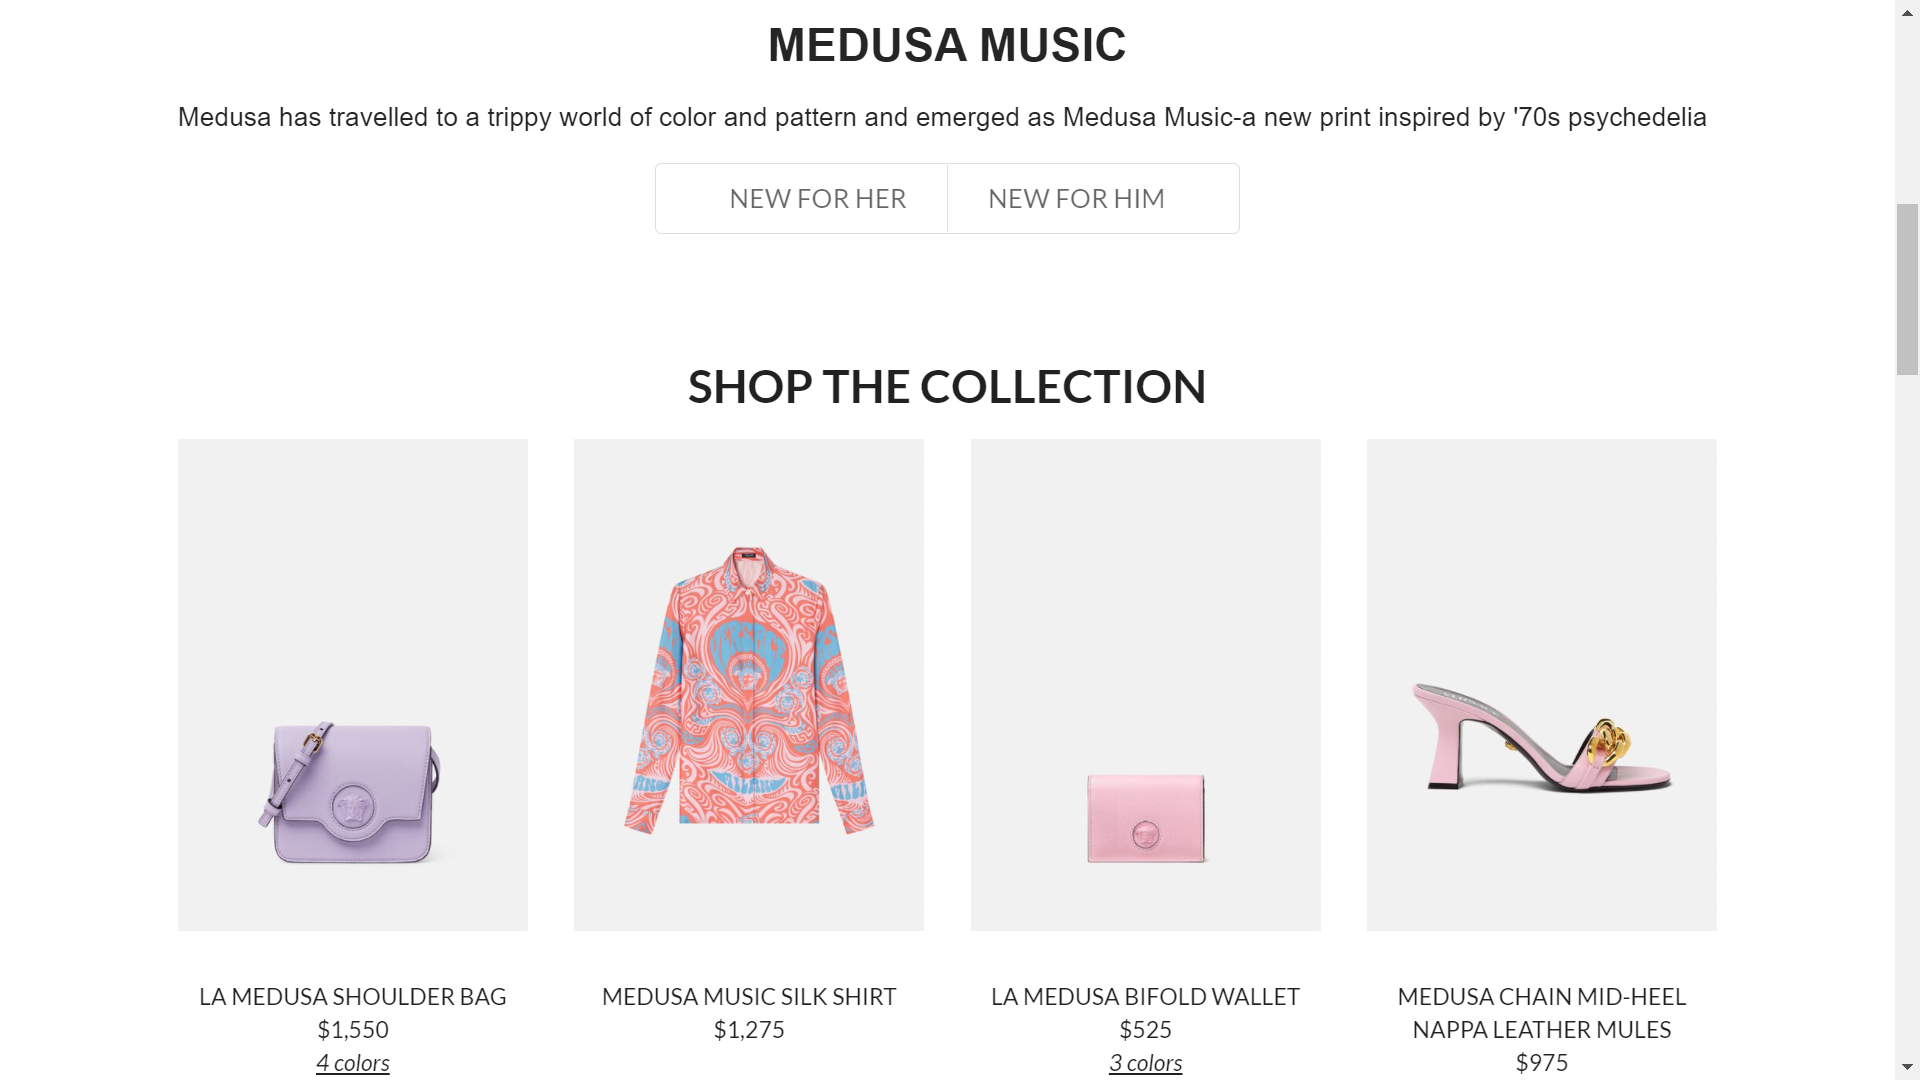 MEDUSA MUSIC
Medusa has travelled to a trippy world of color and pattern and emerged as Medusa Music-a new print inspired by '70s psychedelia
NEW FOR HER
NEW FOR HIM
SHOP THE COLLECTION
LA MEDUSA SHOULDER BAG
$1,550
4 colors
MEDUSA MUSIC SILK SHIRT
$1,275
LA MEDUSA BIFOLD WALLET
$525
3 colors
MEDUSA CHAIN MID-HEEL
NAPPA LEATHER MULES
$975